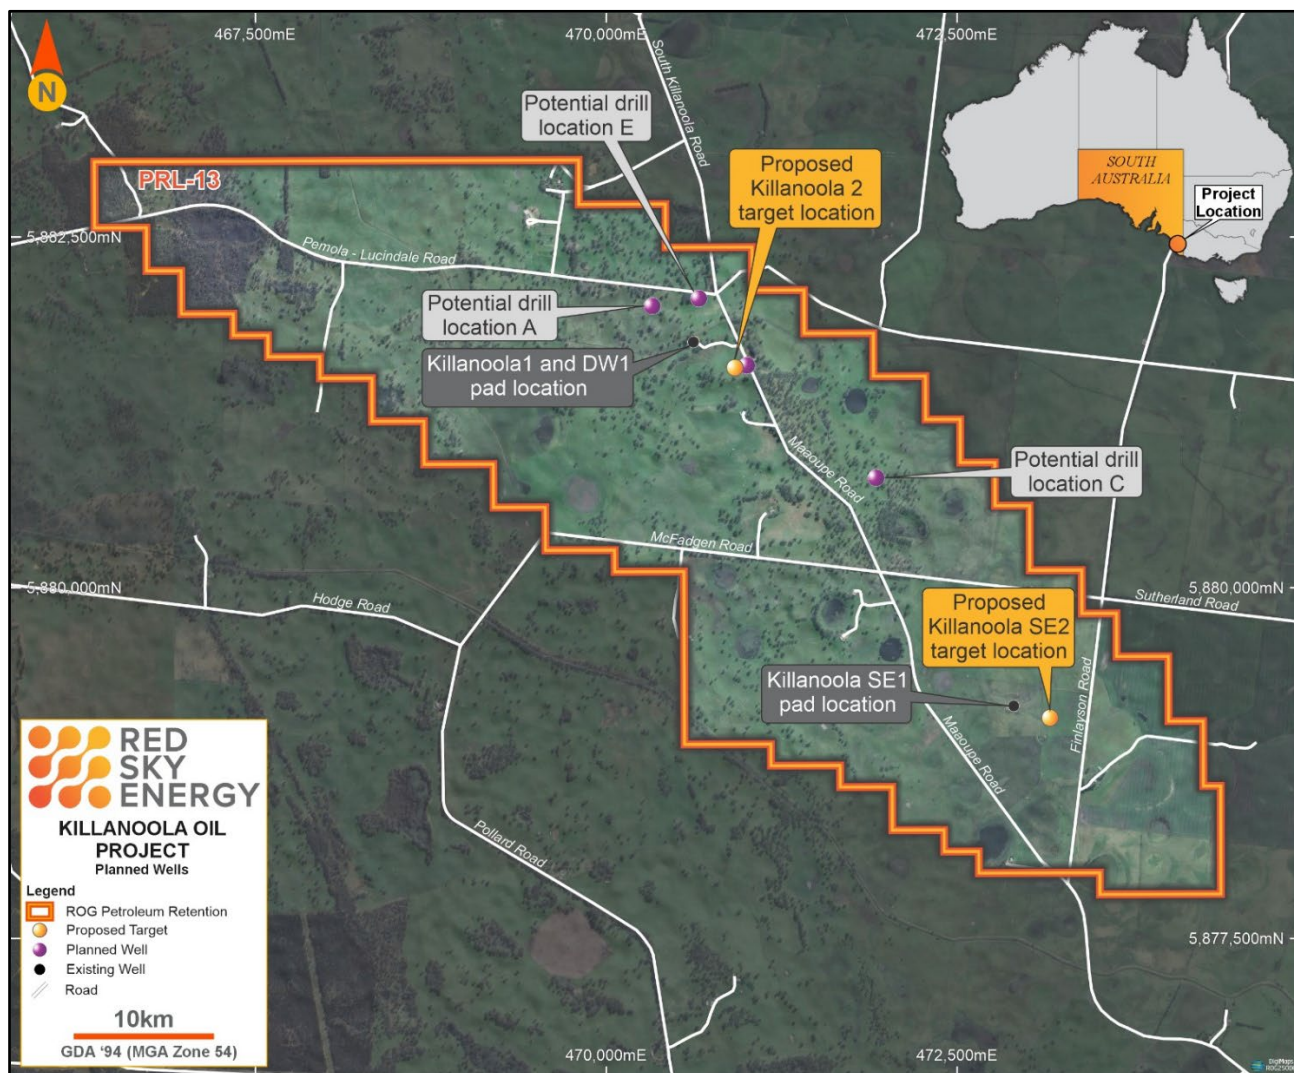 467,500mE
470,000mE
472,500mE
N
South Killanoola Road
Potential drill
location E
Proposed
Killanoola 2
target location
SOUTH
AUSTRALIA
Project
Location
PRL-13
5,882,500mN
Pemola - Lucindale Road
Potential drill
location A
Killanoola1 and DW1
pad location
Maaoupe Road
Potential drill
location C
McFadgen Road
5,880,000mN
5,880,000mN
Hodge Road
Sutherland Road
Proposed
Killanoola SE2
target location
Killanoola SE1
pad location
Finlayson Road
Maaoupe Road
Pollard Road
RED
SKY
ENERGY
KILLANOOLA OIL
PROJECT
Planned Wells
Legend
ROG Petroleum Retention
Proposed Target
Planned Well
Existing Well
Road
10km
GDA '94 (MGA Zone 54)
5,877,500mN
470,000mE
472,500mE
DigMaps